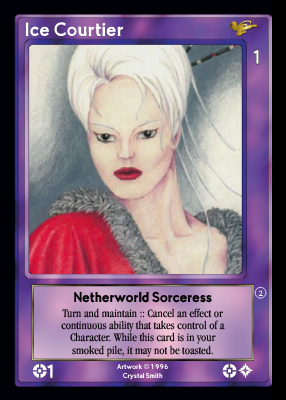 Ice Courtier
1
2
Netherworld Sorceress
Turn and maintain :: Cancel an effect or
continuous ability that takes control of a
Character. While this card is in your
smoked pile, it may not be toasted.
1
Artwork © 1996
Crystal Smith